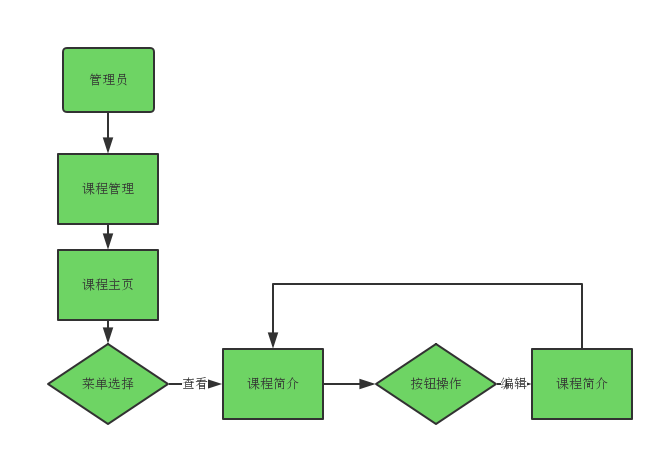 管理员
课程管理
课程主页
菜单选择
查看
课程简介
按钮操作
编辑
课程简介